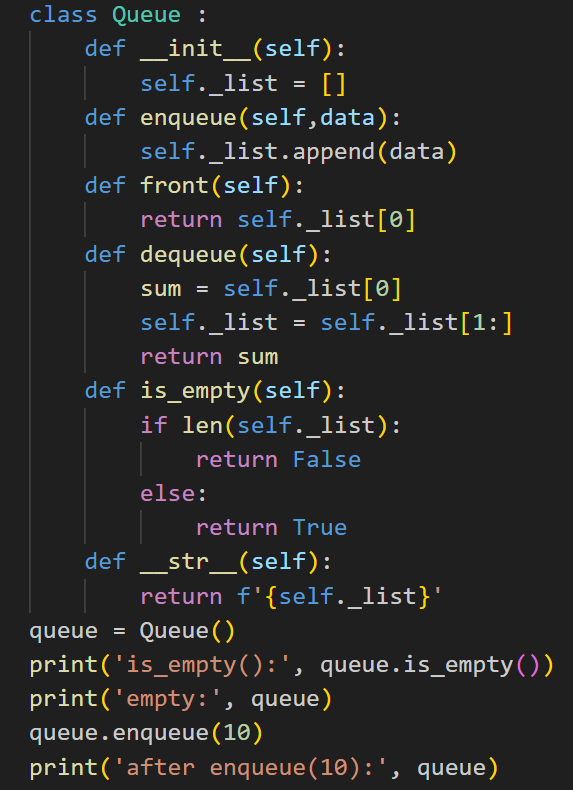 class Queue :
    def __init__(self):
        self._list = []
    def enqueue(self,data):
        self._list.append(data)
    def front(self):
        return self._list[0]
    def dequeue(self):
        sum = self._list[0]
        self._list = self._list[1:]
        return sum
    def is_empty(self):
        if len(self._list):
            return False
        else:
            return True
    def __str__(self):
        return f'{self._list}'
queue = Queue()
print('is_empty():', queue.is_empty())
print('empty:', queue)
queue.enqueue(10)
print('after enqueue(10):', queue)